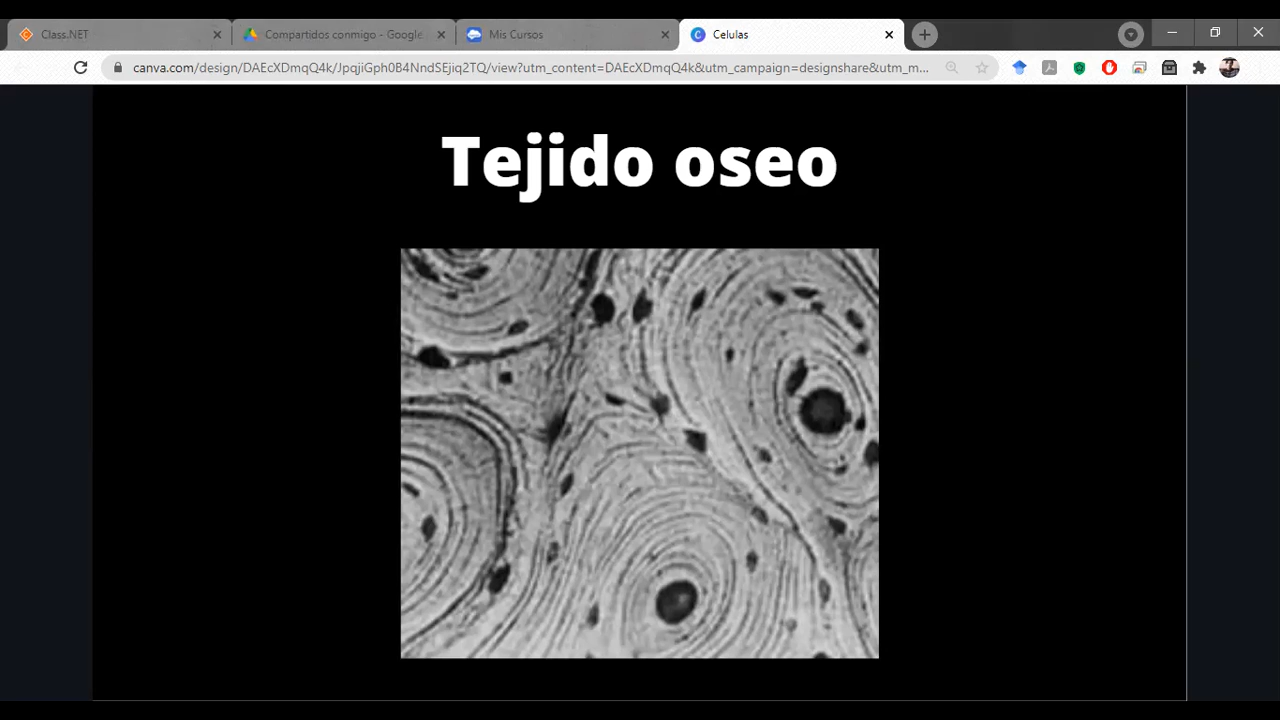 Class.NET
Compartidos conmigo - Google
Mis Cursos
Celulas
canva.com/design/DAEcXDmqQ4k/JpqjiGph0B4NndSEjiq2TQ/view?utm_content=DAEcXDmqQ4k&utm_campaign=designshare&utm_m...
Tejido oseo